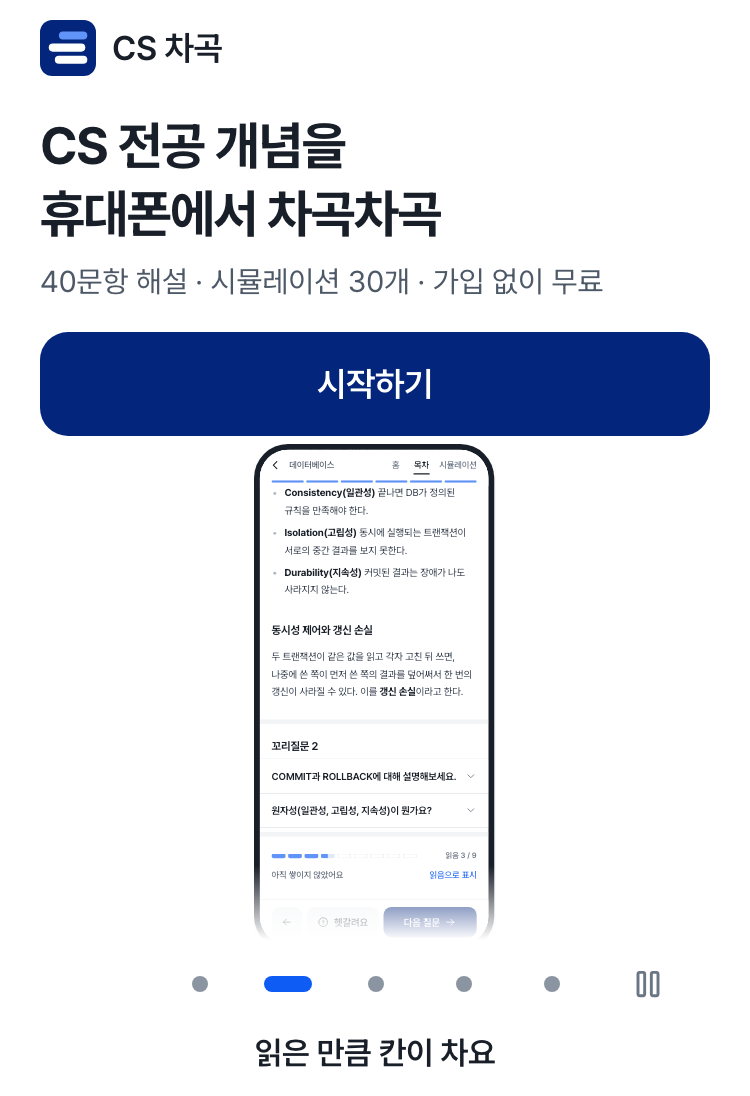 CS 차곡
CS 전공 개념을
휴대폰에서 차곡차곡
40문항 해설 · 시뮬레이션 30개 · 가입 없이 무료
시작하기
데이터베이스 홈 목차 시뮬레이션
Consistency(일관성) 끝나면 DB가 정의된
규칙을 만족해야 한다.
Isolation(고립성) 동시에 실행되는 트랜잭션이
서로의 중간 결과를 보지 못한다.
Durability(지속성) 커밋된 결과는 장애가 나도
사라지지 않는다.
동시성 제어와 갱신 손실
두 트랜잭션이 같은 값을 읽고 각자 고친 뒤 쓰면,
나중에 쓴 쪽이 먼저 쓴 쪽의 결과를 덮어써서 한 번의
갱신이 사라질 수 있다. 이를 갱신 손실이라고 한다.
꼬리질문 2
COMMIT과 ROLLBACK에 대해 설명해보세요.
원자성(일관성, 고립성, 지속성)이 뭔가요?
읽음 3 / 9
아직 쌓이지 않았어요 읽음으로 표시
헷갈려요 다음 질문
읽은 만큼 칸이 차요